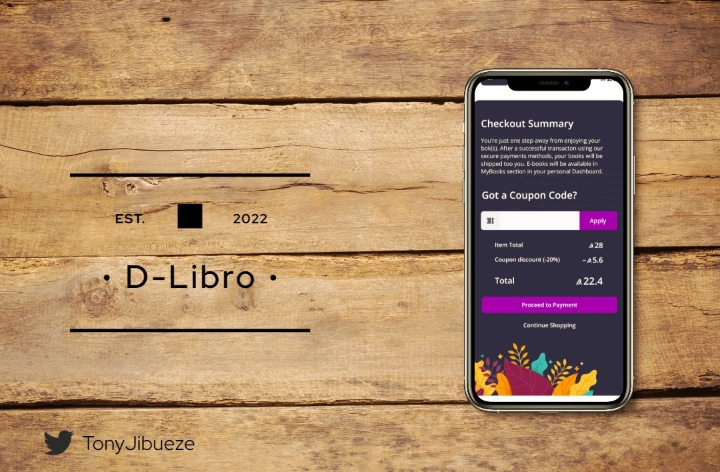 EST. 2022
· D-Libro ·
TonyJibueze
Checkout Summary
You're just one step away from enjoying your
bok(s). After a successful transacton using our
secure payments methods, your books will be
shipped too you. E-books will be available in
MyBooks section in your personal Dashboard.
Got a Coupon Code?
Apply
Item Total 28
Coupon discount (-20%) - 5.6
Total 22.4
Proceed to Payment
Continue Shopping